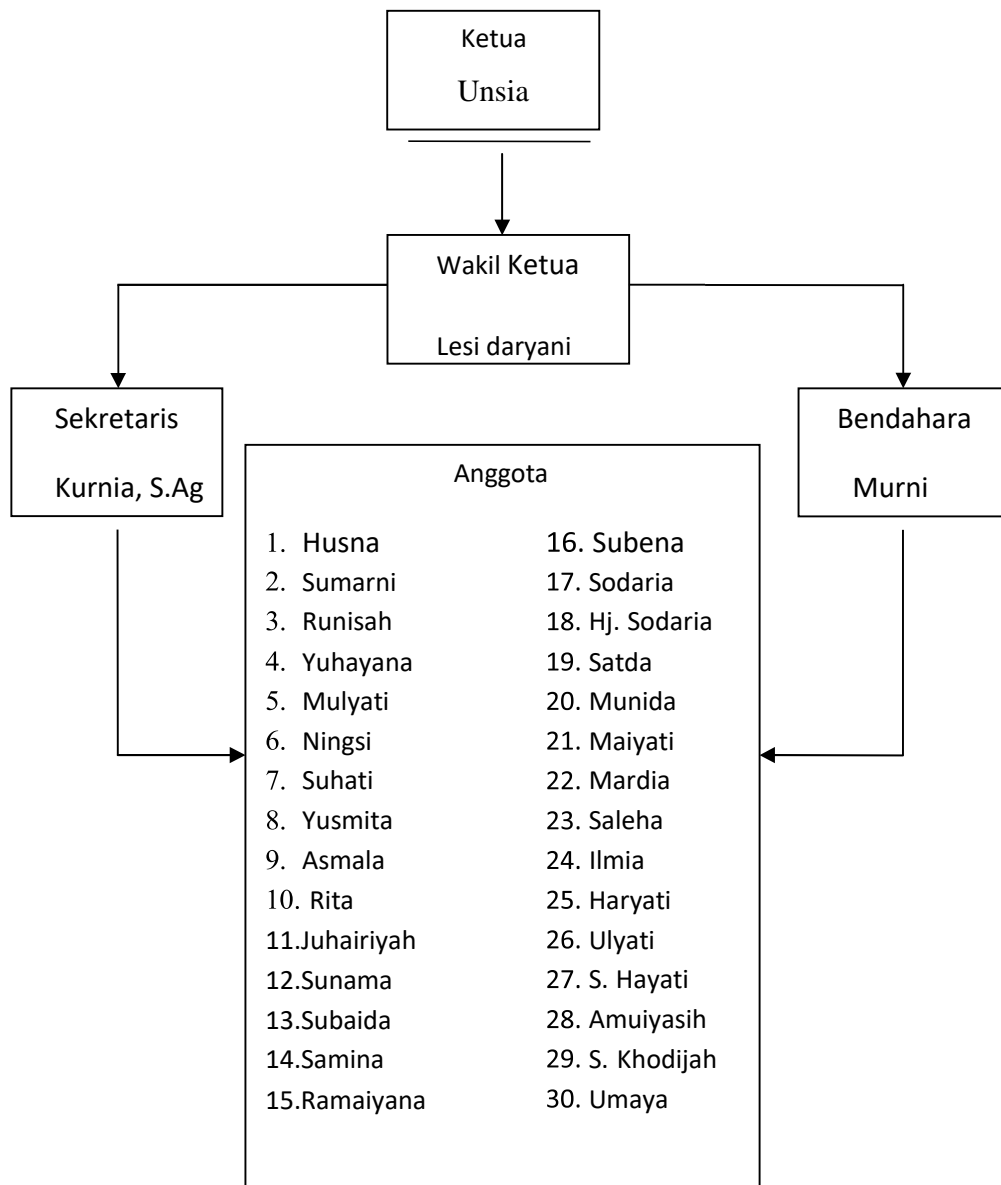 Ketua
Unsia
Wakil Ketua
Lesi daryani
Sekretaris
Kurnia, S.Ag
Bendahara
Murni
Anggota
1. Husna
2. Sumarni
3. Runisah
4. Yuhayana
5. Mulyati
6. Ningsi
7. Suhati
8. Yusmita
9. Asmala
10. Rita
11.Juhairiyah
12.Sunama
13.Subaida
14.Samina
15.Ramaiyana
16. Subena
17. Sodaria
18. Hj. Sodaria
19. Satda
20. Munida
21. Maiyati
22. Mardia
23. Saleha
24. Ilmia
25. Haryati
26. Ulyati
27. S. Hayati
28. Amuiyasih
29. S. Khodijah
30. Umaya